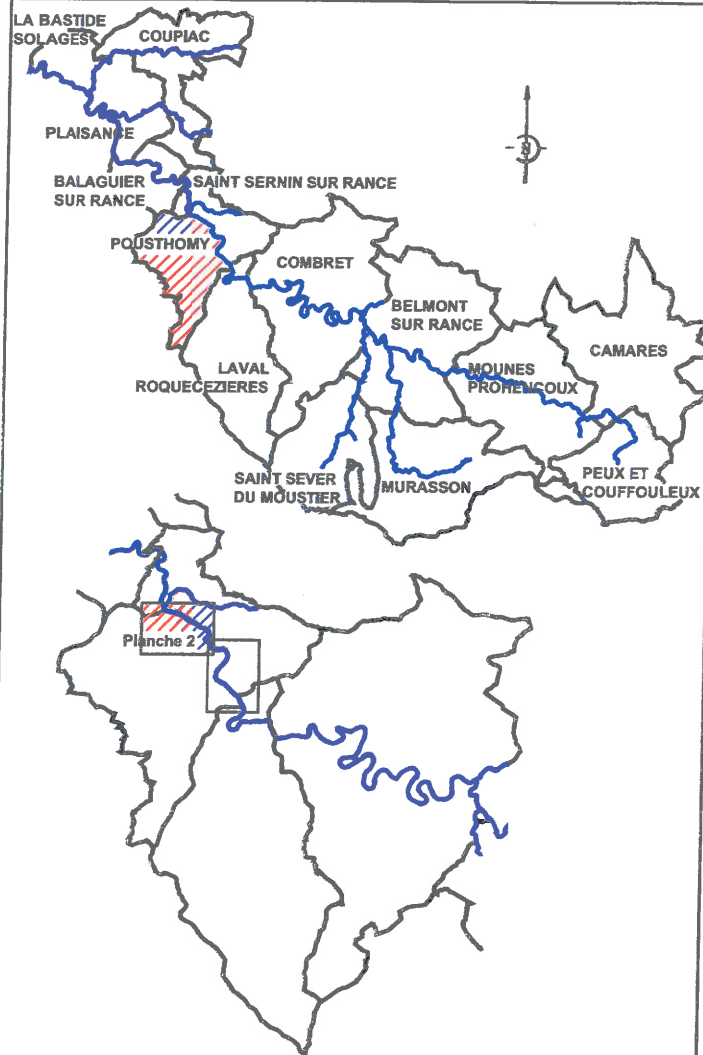 LA BASTIDE
SOLAGES
COUPIAC
PLAISANCE
BALAGUIER
SUR RANCE
SAINT SERNIN SUR RANCE
POUSTHOMY
COMBRET
BELMONT
SUR RANCE
CAMARES
LAVAL
ROQUECEZIERES
MOUNES
PROHENCOUX
SAINT SEVER
DU MOUSTIER
MURASSON
PEUX ET
COUFFOULEUX
Planche 2